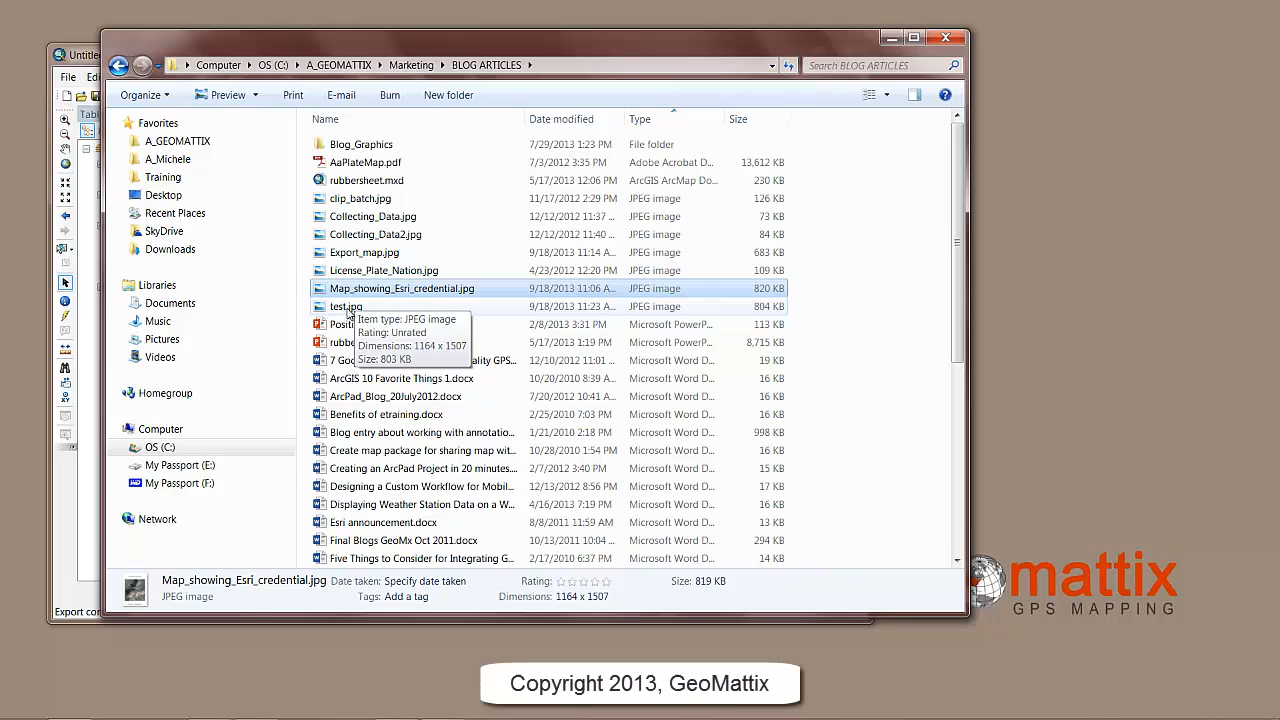 Untitle
Computer OS (C:) A_GEOMATTIX Marketing BLOG ARTICLES Search BLOG ARTICLES
File
Organize Preview Print E-mail Burn New folder
Name Date modified Type Size
Favorites
A_GEOMATTIX
A_Michele
Training
Desktop
Recent Places
SkyDrive
Downloads
Libraries
Documents
Music
Pictures
Videos
Homegroup
Computer
OS (C:)
My Passport (E:)
My Passport (F:)
Network
Blog_Graphics 7/29/2013 1:23 PM File folder
AaPlateMap.pdf 7/3/2012 3:35 PM Adobe Acrobat D... 13,612 KB
rubbersheet.mxd 5/17/2013 12:06 PM ArcGIS ArcMap Do... 230 KB
clip_batch.jpg 11/17/2012 2:29 PM JPEG image 126 KB
Collecting_Data.jpg 12/12/2012 11:37 ... JPEG image 73 KB
Collecting_Data2.jpg 12/12/2012 11:40 ... JPEG image 84 KB
Export_map.jpg 9/18/2013 11:14 A... JPEG image 683 KB
License_Plate_Nation.jpg 4/23/2012 12:20 PM JPEG image 109 KB
Map_showing_Esri_credential.jpg 9/18/2013 11:06 A... JPEG image 820 KB
test.jpg 9/18/2013 11:23 A... JPEG image 804 KB
Item type: JPEG image
Rating: Unrated
Dimensions: 1164 x 1507
Size: 803 KB
Positi 2/8/2013 3:31 PM Microsoft PowerP... 113 KB
rubbe 5/17/2013 1:19 PM Microsoft PowerP... 8,715 KB
7 Goo ality GPS... 12/10/2012 11:01 ... Microsoft Word D... 19 KB
ArcGIS 10 Favorite Things 1.docx 10/20/2010 8:39 A... Microsoft Word D... 16 KB
ArcPad_Blog_20July2012.docx 7/20/2012 10:41 A... Microsoft Word D... 16 KB
Benefits of etraining.docx 2/25/2010 7:03 PM Microsoft Word D... 16 KB
Blog entry about working with annotatio... 1/21/2010 2:18 PM Microsoft Word D... 998 KB
Create map package for sharing map wit... 10/28/2010 1:54 PM Microsoft Word D... 16 KB
Creating an ArcPad Project in 20 minutes.... 2/7/2012 3:40 PM Microsoft Word D... 15 KB
Designing a Custom Workflow for Mobil... 12/13/2012 8:56 PM Microsoft Word D... 17 KB
Displaying Weather Station Data on a W... 4/16/2013 7:19 PM Microsoft Word D... 16 KB
Esri announcement.docx 8/8/2011 11:59 AM Microsoft Word D... 13 KB
Final Blogs GeoMx Oct 2011.docx 10/13/2011 10:04 ... Microsoft Word D... 294 KB
Five Things to Consider for Integrating G... 2/17/2010 6:37 PM Microsoft Word D... 14 KB
Map_showing_Esri_credential.jpg Date taken: Specify date taken Rating: Size: 819 KB
JPEG image Tags: Add a tag Dimensions: 1164 x 1507
Export con
mattix
GPS MAPPING
Copyright 2013, GeoMattix